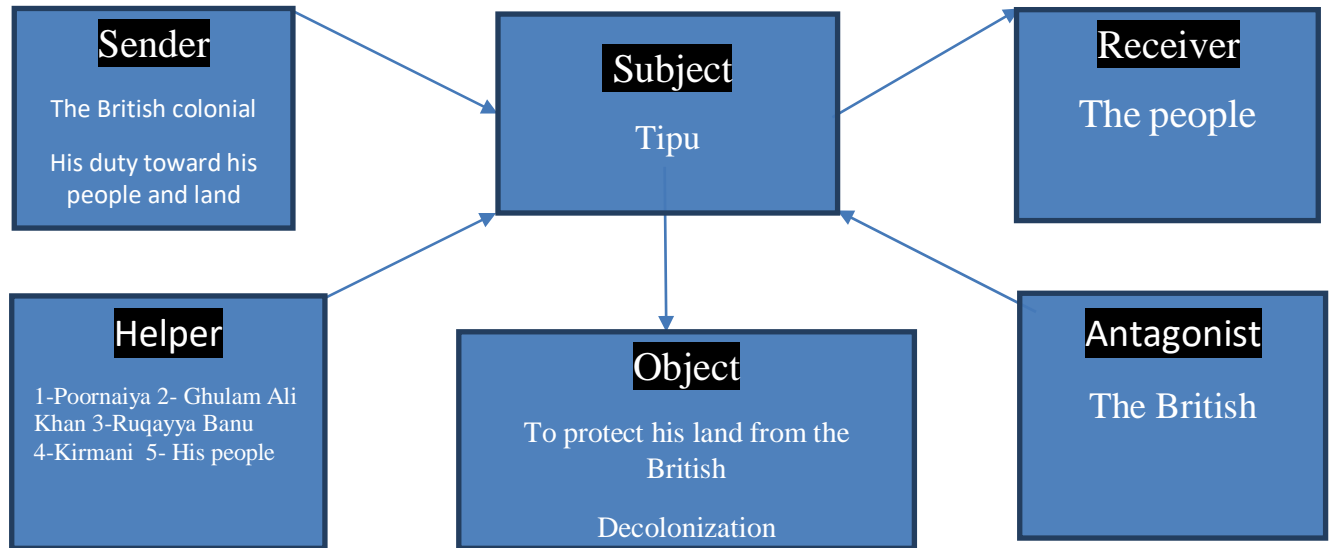 Sender
The British colonial
His duty toward his
people and land
Subject
Tipu
Receiver
The people
Helper
1-Poornaiya 2- Ghulam Ali
Khan 3-Ruqayya Banu
4-Kirmani 5- His people
Object
To protect his land from the
British
Decolonization
Antagonist
The British